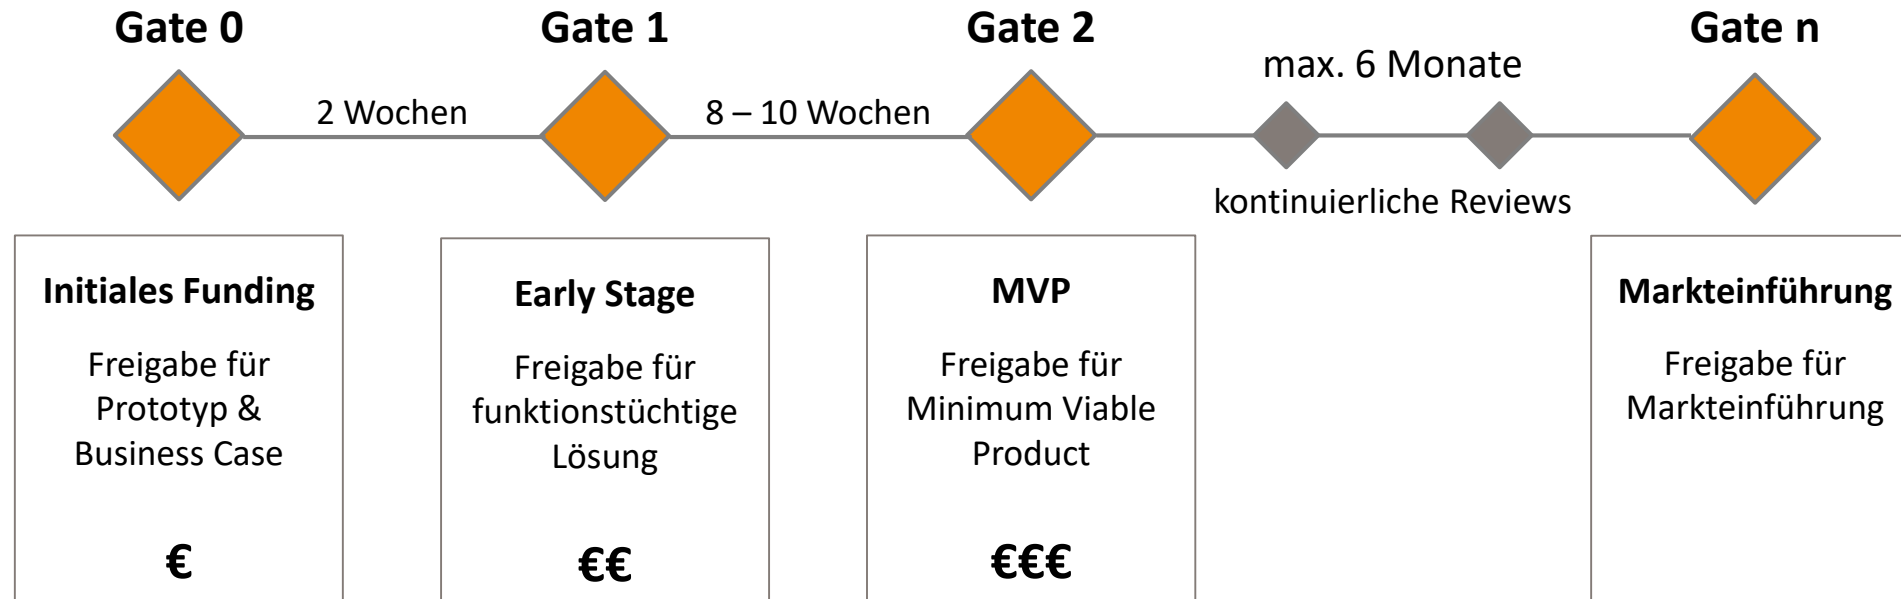 Gate 0
Gate 1
Gate 2
Gate n
2 Wochen
8 – 10 Wochen
max. 6 Monate
kontinuierliche Reviews
Initiales Funding
Freigabe für
Prototyp &
Business Case
€
Early Stage
Freigabe für
funktionstüchtige
Lösung
€€
MVP
Freigabe für
Minimum Viable
Product
€€€
Markteinführung
Freigabe für
Markteinführung